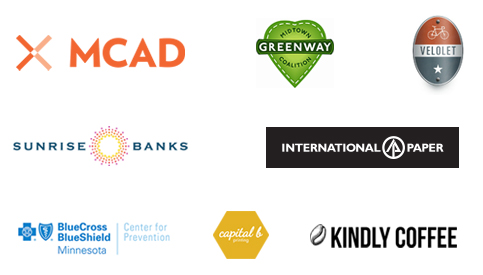 MCAD
MIDTOWN
GREENWAY
COALITION
VELOLET
SUNRISE BANKS
INTERNATIONAL PAPER
BlueCross
BlueShield
Minnesota
Center for
Prevention
capital b
printing
KINDLY COFFEE